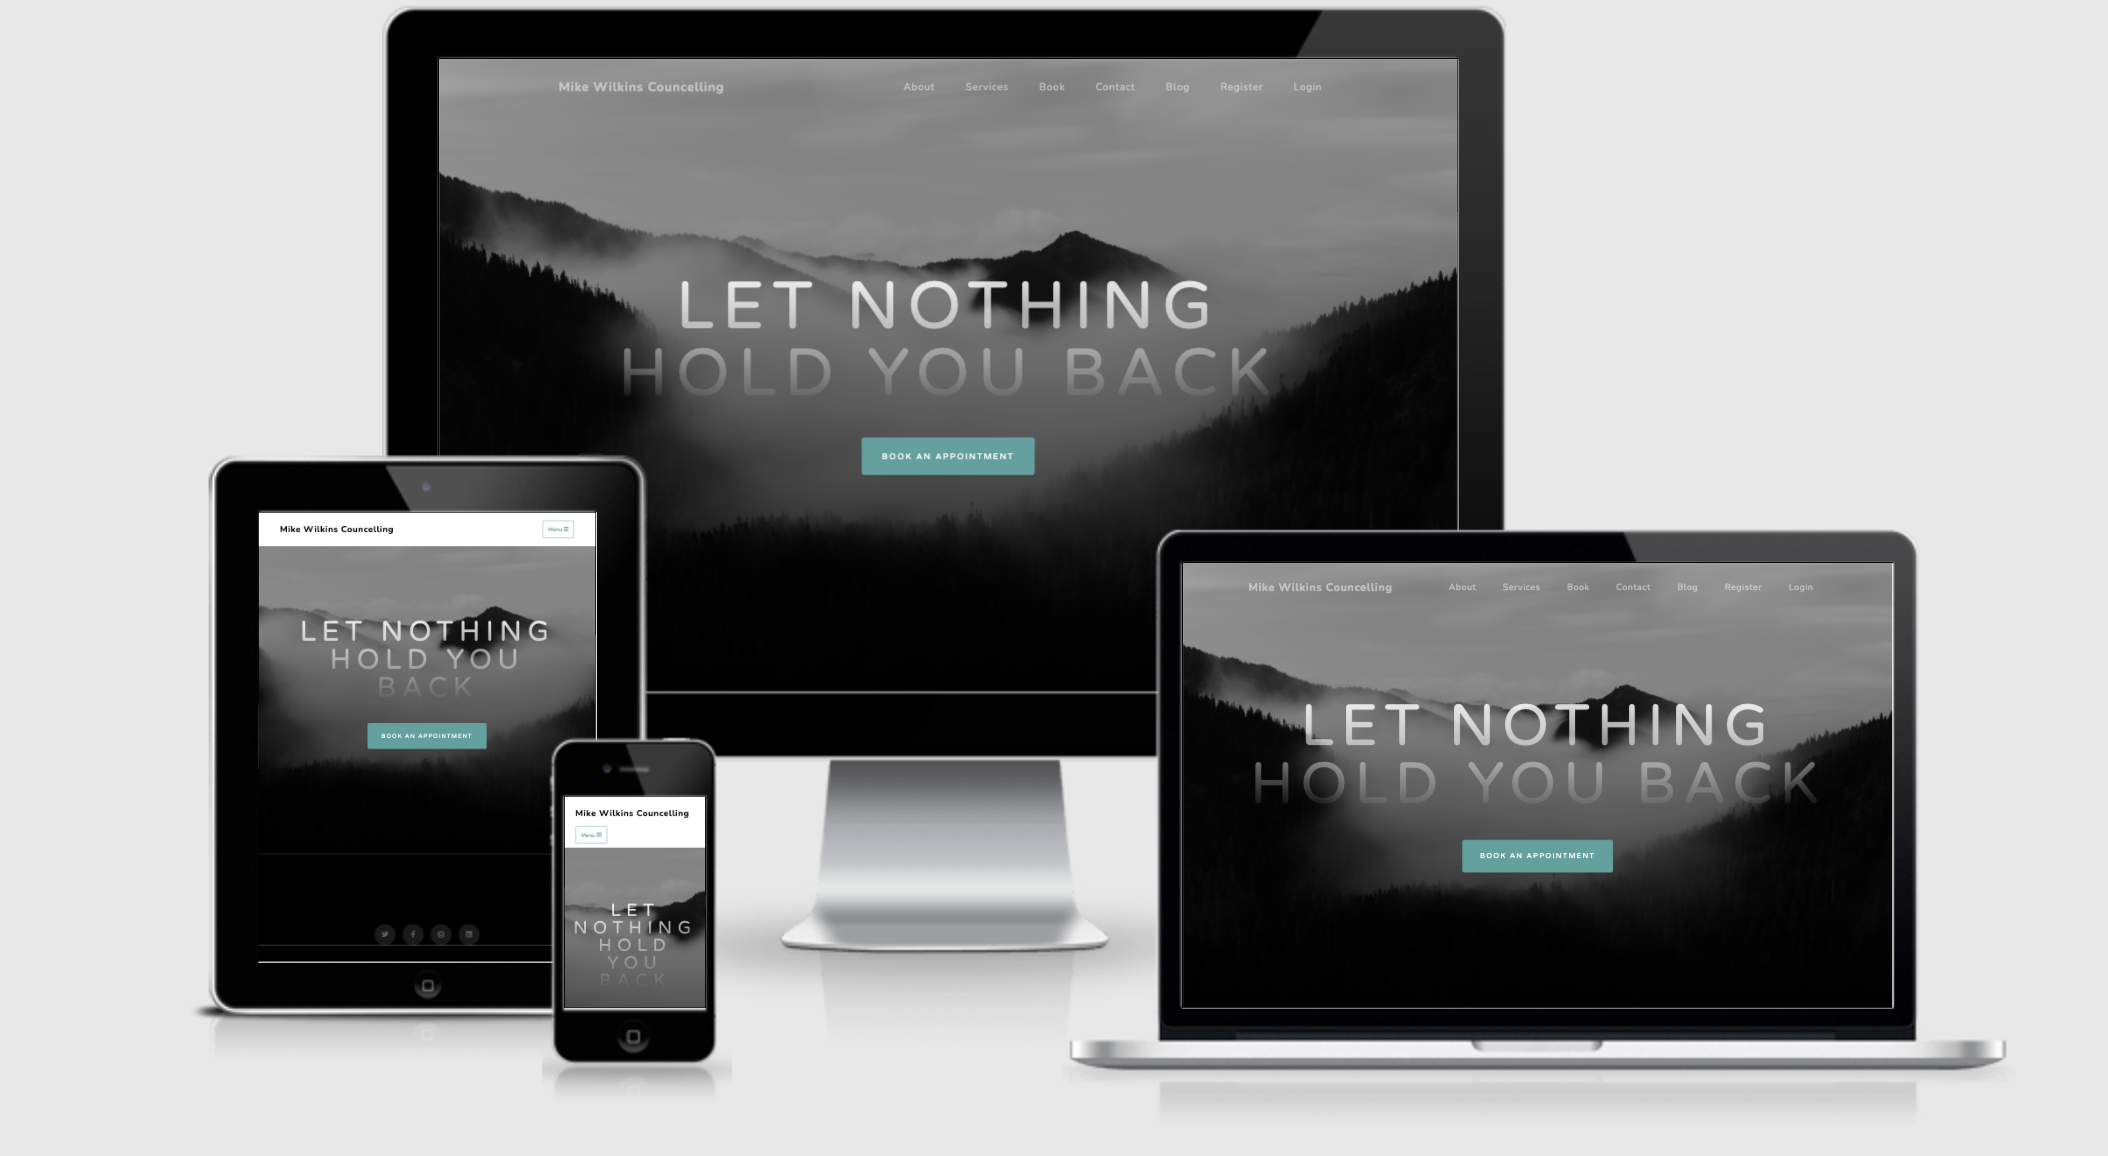 Mike Wilkins Councelling About Services Book Contact Blog Register Login
LET NOTHING
HOLD YOU BACK
BOOK AN APPOINTMENT
Mike Wilkins Councelling Menu
LET NOTHING
HOLD YOU
BACK
BOOK AN APPOINTMENT
Mike Wilkins Councelling
Menu
LET
NOTHING
HOLD
YOU
BACK
Mike Wilkins Councelling About Services Book Contact Blog Register Login
LET NOTHING
HOLD YOU BACK
BOOK AN APPOINTMENT